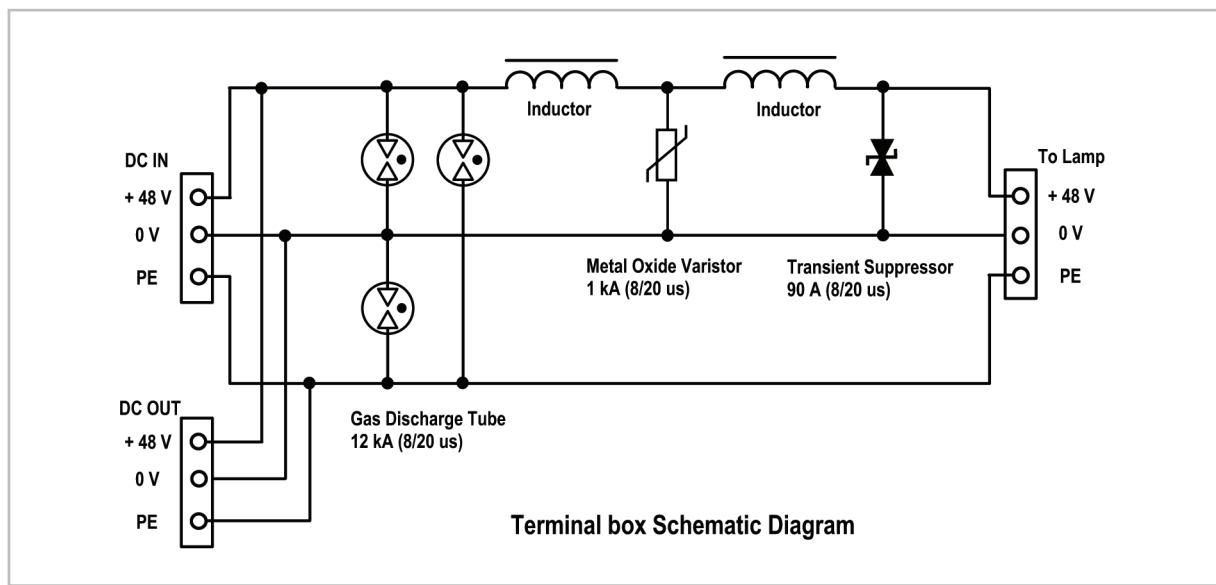 Inductor
Inductor
DC IN
+ 48 V
0 V
PE
To Lamp
+ 48 V
0 V
PE
Metal Oxide Varistor
1 kA (8/20 us)
Transient Suppressor
90 A (8/20 us)
DC OUT
+ 48 V
0 V
PE
Gas Discharge Tube
12 kA (8/20 us)
Terminal box Schematic Diagram